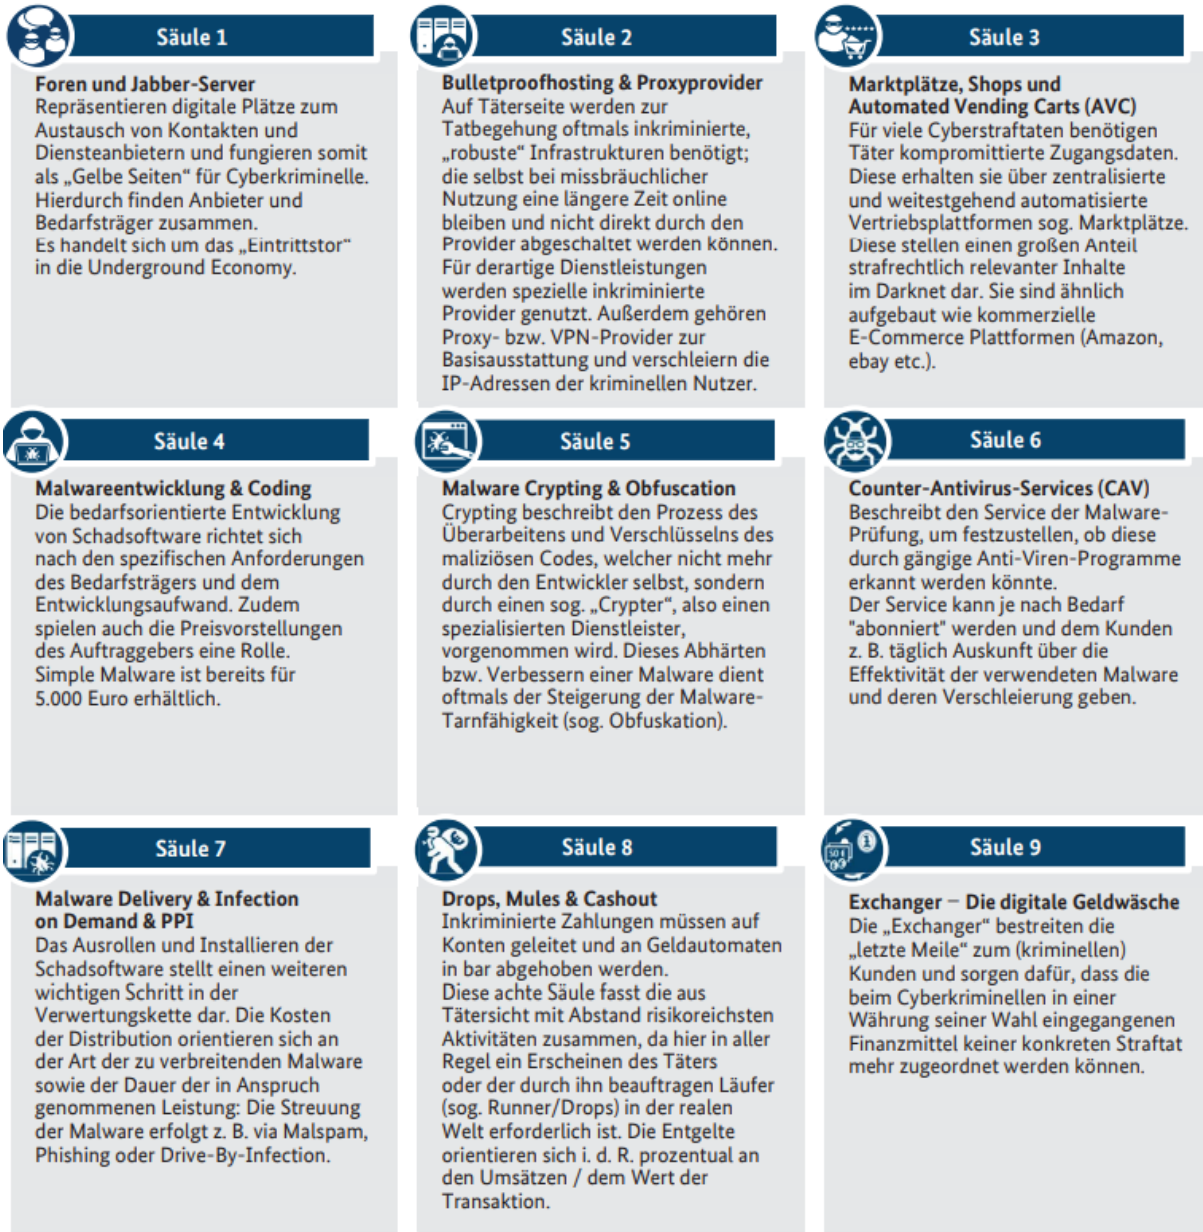 Säule 1
Foren und Jabber-Server
Repräsentieren digitale Plätze zum
Austausch von Kontakten und
Diensteanbietern und fungieren somit
als „Gelbe Seiten“ für Cyberkriminelle.
Hierdurch finden Anbieter und
Bedarfsträger zusammen.
Es handelt sich um das „Eintrittstor“
in die Underground Economy.
Säule 2
Bulletproofhosting & Proxyprovider
Auf Täterseite werden zur
Tatbegehung oftmals inkriminierte,
„robuste“ Infrastrukturen benötigt;
die selbst bei missbräuchlicher
Nutzung eine längere Zeit online
bleiben und nicht direkt durch den
Provider abgeschaltet werden können.
Für derartige Dienstleistungen
werden spezielle inkriminierte
Provider genutzt. Außerdem gehören
Proxy- bzw. VPN-Provider zur
Basisausstattung und verschleiern die
IP-Adressen der kriminellen Nutzer.
Säule 3
Marktplätze, Shops und
Automated Vending Carts (AVC)
Für viele Cyberstraftaten benötigen
Täter kompromittierte Zugangsdaten.
Diese erhalten sie über zentralisierte
und weitestgehend automatisierte
Vertriebsplattformen sog. Marktplätze.
Diese stellen einen großen Anteil
strafrechtlich relevanter Inhalte
im Darknet dar. Sie sind ähnlich
aufgebaut wie kommerzielle
E-Commerce Plattformen (Amazon,
ebay etc.).
Säule 4
Malwareentwicklung & Coding
Die bedarfsorientierte Entwicklung
von Schadsoftware richtet sich
nach den spezifischen Anforderungen
des Bedarfsträgers und dem
Entwicklungsaufwand. Zudem
spielen auch die Preisvorstellungen
des Auftraggebers eine Rolle.
Simple Malware ist bereits für
5.000 Euro erhältlich.
Säule 5
Malware Crypting & Obfuscation
Crypting beschreibt den Prozess des
Überarbeitens und Verschlüsselns des
maliziösen Codes, welcher nicht mehr
durch den Entwickler selbst, sondern
durch einen sog. „Crypter“, also einen
spezialisierten Dienstleister,
vorgenommen wird. Dieses Abhärten
bzw. Verbessern einer Malware dient
oftmals der Steigerung der Malware-
Tarnfähigkeit (sog. Obfuskation).
Säule 6
Counter-Antivirus-Services (CAV)
Beschreibt den Service der Malware-
Prüfung, um festzustellen, ob diese
durch gängige Anti-Viren-Programme
erkannt werden könnte.
Der Service kann je nach Bedarf
"abonniert" werden und dem Kunden
z. B. täglich Auskunft über die
Effektivität der verwendeten Malware
und deren Verschleierung geben.
Säule 7
Malware Delivery & Infection
on Demand & PPI
Das Ausrollen und Installieren der
Schadsoftware stellt einen weiteren
wichtigen Schritt in der
Verwertungskette dar. Die Kosten
der Distribution orientieren sich an
der Art der zu verbreitenden Malware
sowie der Dauer der in Anspruch
genommenen Leistung: Die Streuung
der Malware erfolgt z. B. via Malspam,
Phishing oder Drive-By-Infection.
Säule 8
Drops, Mules & Cashout
Inkriminierte Zahlungen müssen auf
Konten geleitet und an Geldautomaten
in bar abgehoben werden.
Diese achte Säule fasst die aus
Tätersicht mit Abstand risikoreichsten
Aktivitäten zusammen, da hier in aller
Regel ein Erscheinen des Täters
oder der durch ihn beauftragen Läufer
(sog. Runner/Drops) in der realen
Welt erforderlich ist. Die Entgelte
orientieren sich i. d. R. prozentual an
den Umsätzen / dem Wert der
Transaktion.
50 €
1
Säule 9
Exchanger – Die digitale Geldwäsche
Die „Exchanger“ bestreiten die
„letzte Meile“ zum (kriminellen)
Kunden und sorgen dafür, dass die
beim Cyberkriminellen in einer
Währung seiner Wahl eingegangenen
Finanzmittel keiner konkreten Straftat
mehr zugeordnet werden können.